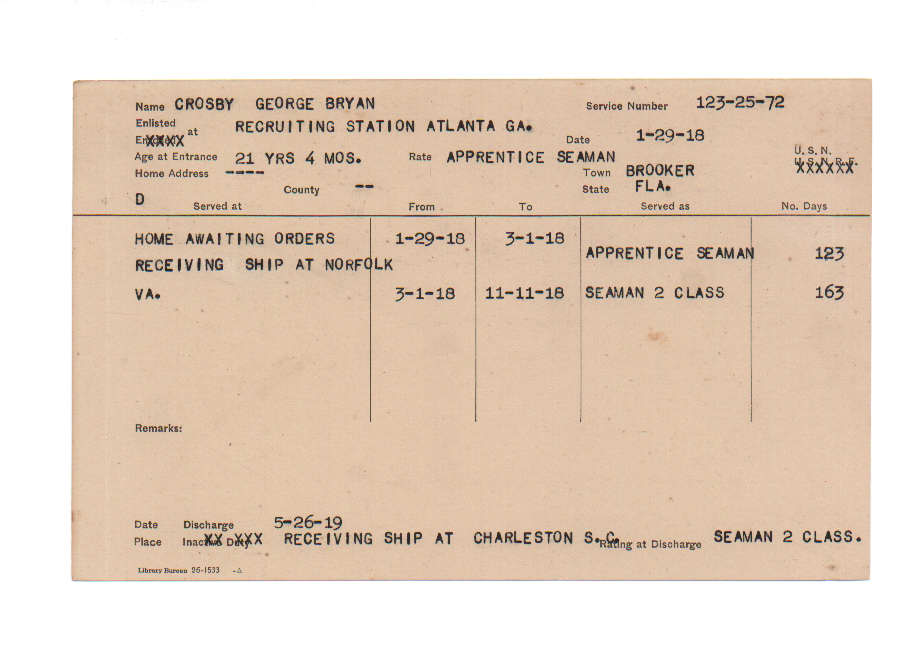 Name CROSBY GEORGE BRYAN Service Number 123-25-72
Enlisted at RECRUITING STATION ATLANTA GA. Date 1-29-18
Age at Entrance 21 YRS 4 MOS. Rate APPRENTICE SEAMAN U. S. N.
Home Address ---- Town BROOKER
County -- State FLA.
D Served at From To Served as No. Days
HOME AWAITING ORDERS 1-29-18 3-1-18
APPRENTICE SEAMAN 123
RECEIVING SHIP AT NORFOLK
VA. 3-1-18 11-11-18 SEAMAN 2 CLASS 163
Remarks:
Date Discharge 5-26-19
Place RECEIVING SHIP AT CHARLESTON S.C. Rating at Discharge SEAMAN 2 CLASS.
Library Bureau 26-1533